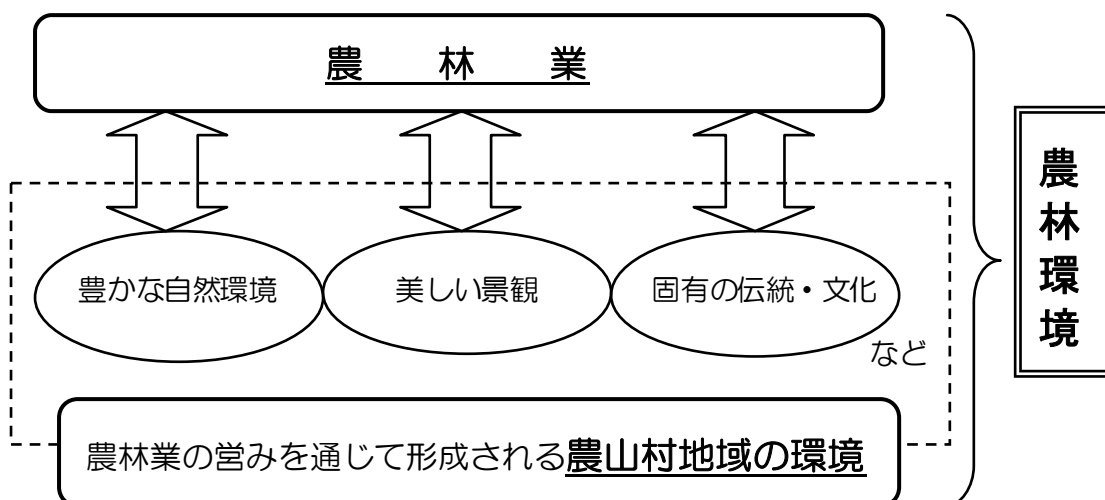 農　林　業
豊かな自然環境
美しい景観
固有の伝統・文化
など
農林業の営みを通じて形成される農山村地域の環境
農林環境